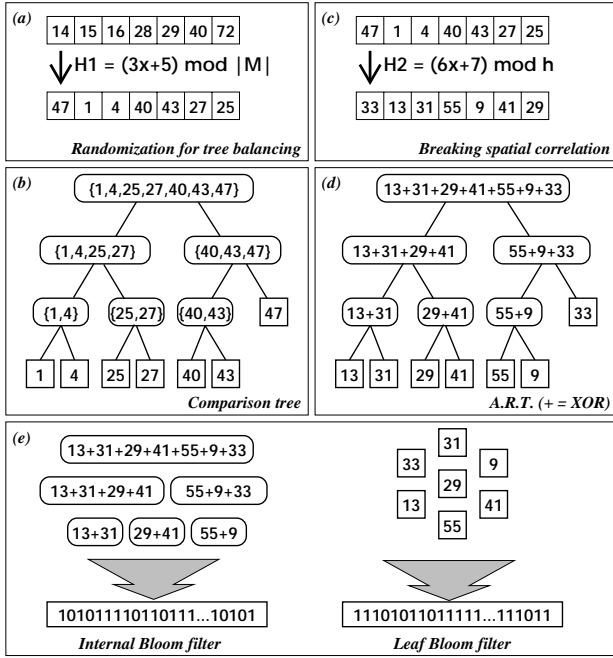 (a)
14 15 16 28 29 40 72
H1 = (3x+5) mod |M|
47 1 4 40 43 27 25
Randomization for tree balancing
(c)
47 1 4 40 43 27 25
H2 = (6x+7) mod h
33 13 31 55 9 41 29
Breaking spatial correlation
(b)
{1,4,25,27,40,43,47}
{1,4,25,27} {40,43,47}
{1,4} {25,27} {40,43} 47
1 4 25 27 40 43
Comparison tree
(d)
13+31+29+41+55+9+33
13+31+29+41 55+9+33
13+31 29+41 55+9 33
13 31 29 41 55 9
A.R.T. (+ = XOR)
(e)
13+31+29+41+55+9+33
13+31+29+41 55+9+33
13+31 29+41 55+9
101011110110111...10101
Internal Bloom filter
31
33 9
29
13 41
55
11101011011111...111011
Leaf Bloom filter